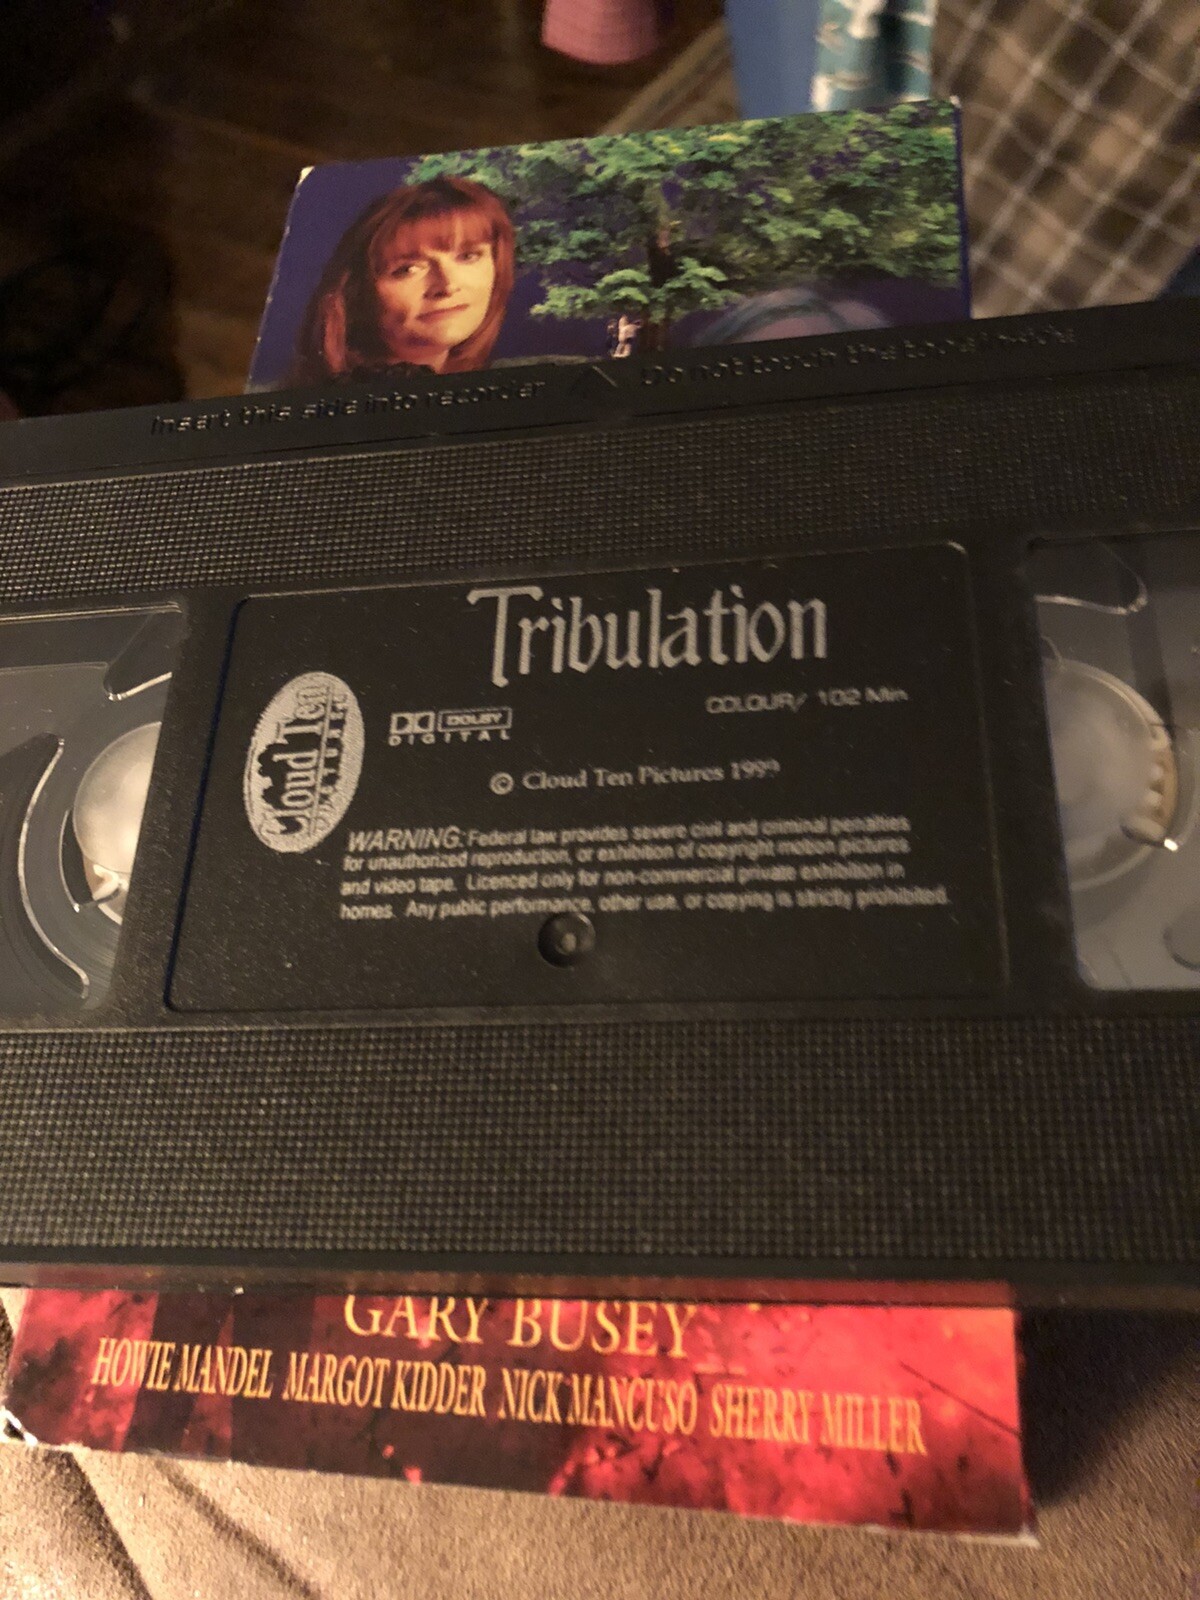 Insert this side into recorder Do not touch the tape inside
Tribulation
Cloud Ten
PICTURES
DOLBY
DIGITAL
COLOUR/ 102 Min.
© Cloud Ten Pictures 1999
WARNING: Federal law provides severe civil and criminal penalties
for unauthorized reproduction, or exhibition of copyright motion pictures
and video tape. Licenced only for non-commercial private exhibition in
homes. Any public performance, other use, or copying is strictly prohibited.
GARY BUSEY
HOWIE MANDEL MARGOT KIDDER NICK MANCUSO SHERRY MILLER